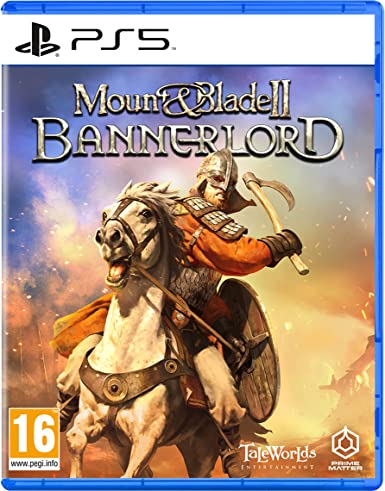 PS5
Mount&Blade II
BANNERLORD
16
www.pegi.info
TaleWorlds
ENTERTAINMENT
PRIME
MATTER